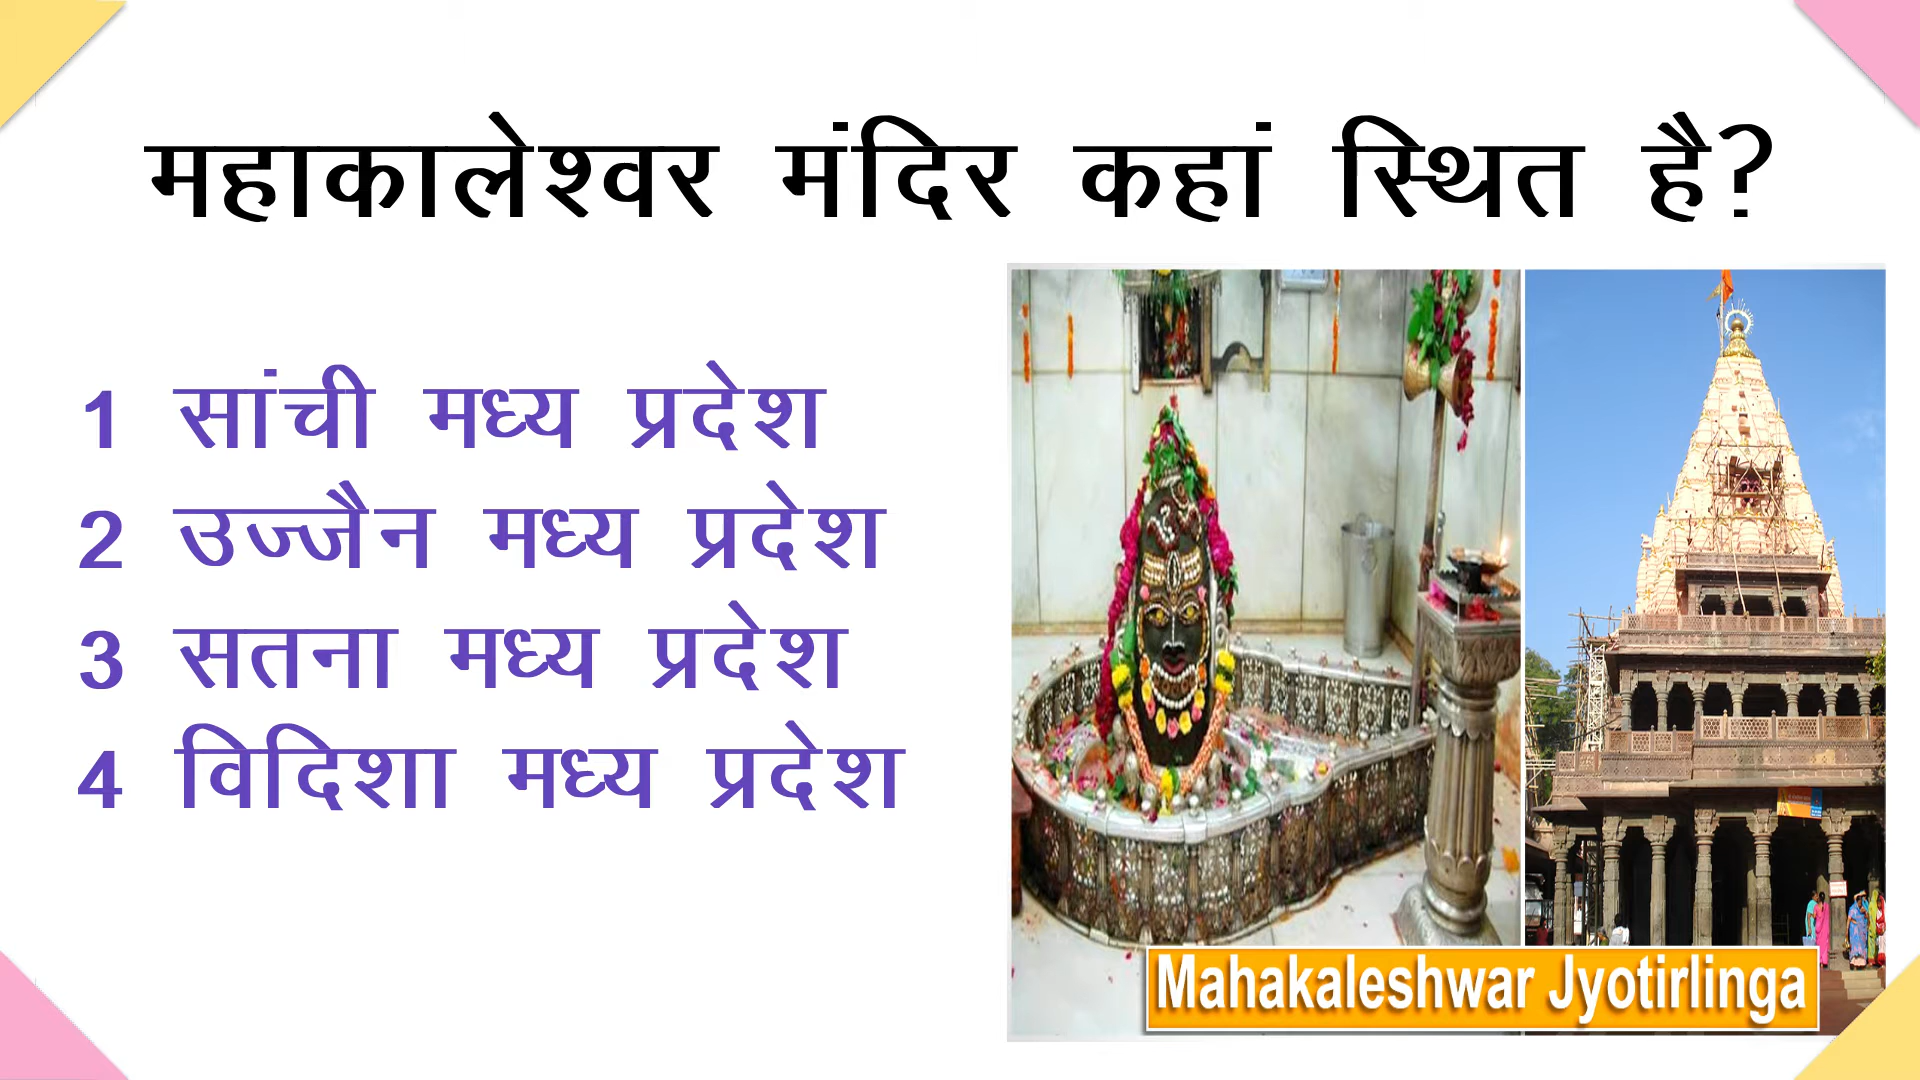 महाकालेश्वर मंदिर कहां स्थित है?
1 सांची मध्य प्रदेश
2 उज्जैन मध्य प्रदेश
3 सतना मध्य प्रदेश
4 विदिशा मध्य प्रदेश
Mahakaleshwar Jyotirlinga